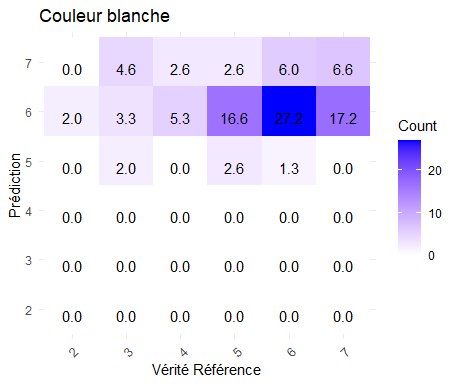 Couleur blanche
7 0.0 4.6 2.6 2.6 6.0 6.6
6 2.0 3.3 5.3 16.6 27.2 17.2
5 0.0 2.0 0.0 2.6 1.3 0.0
4 0.0 0.0 0.0 0.0 0.0 0.0
3 0.0 0.0 0.0 0.0 0.0 0.0
2 0.0 0.0 0.0 0.0 0.0 0.0
2 3 4 5 6 7
Prédiction
Vérité Référence
Count
20
10
0